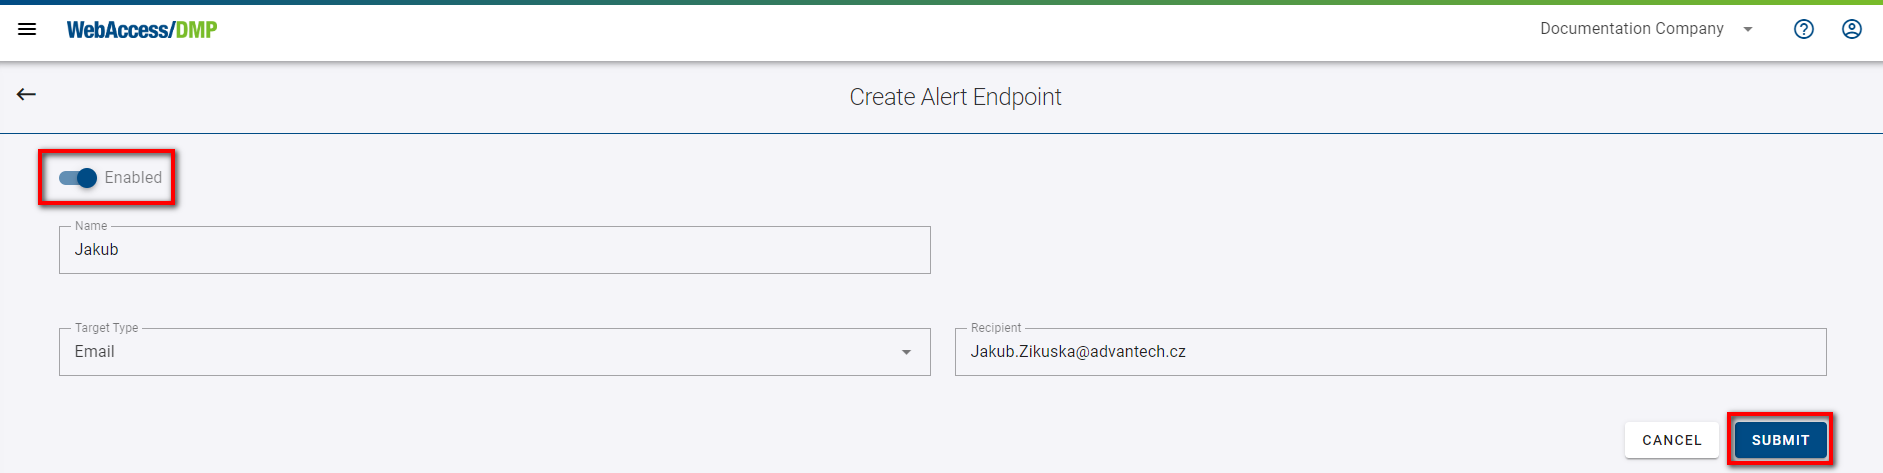 WebAccess/DMP
Documentation Company
Create Alert Endpoint
Enabled
Name
Jakub
Target Type
Email
Recipient
Jakub.Zikuska@advantech.cz
CANCEL
SUBMIT